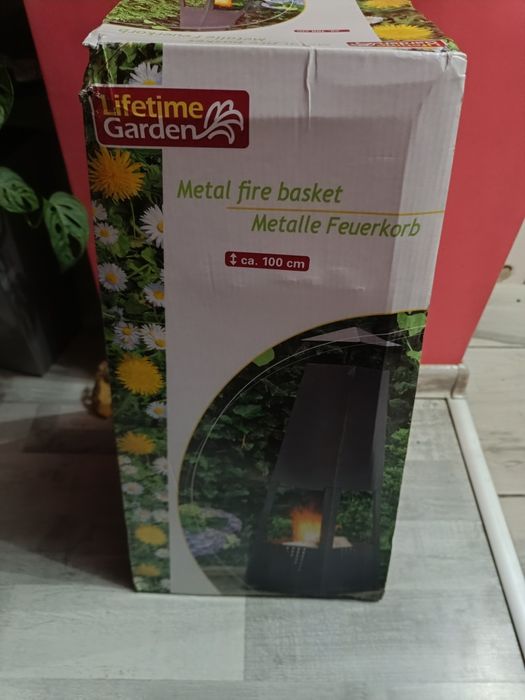 Lifetime
Garden
Metal fire basket
Metalle Feuerkorb
ca. 100 cm